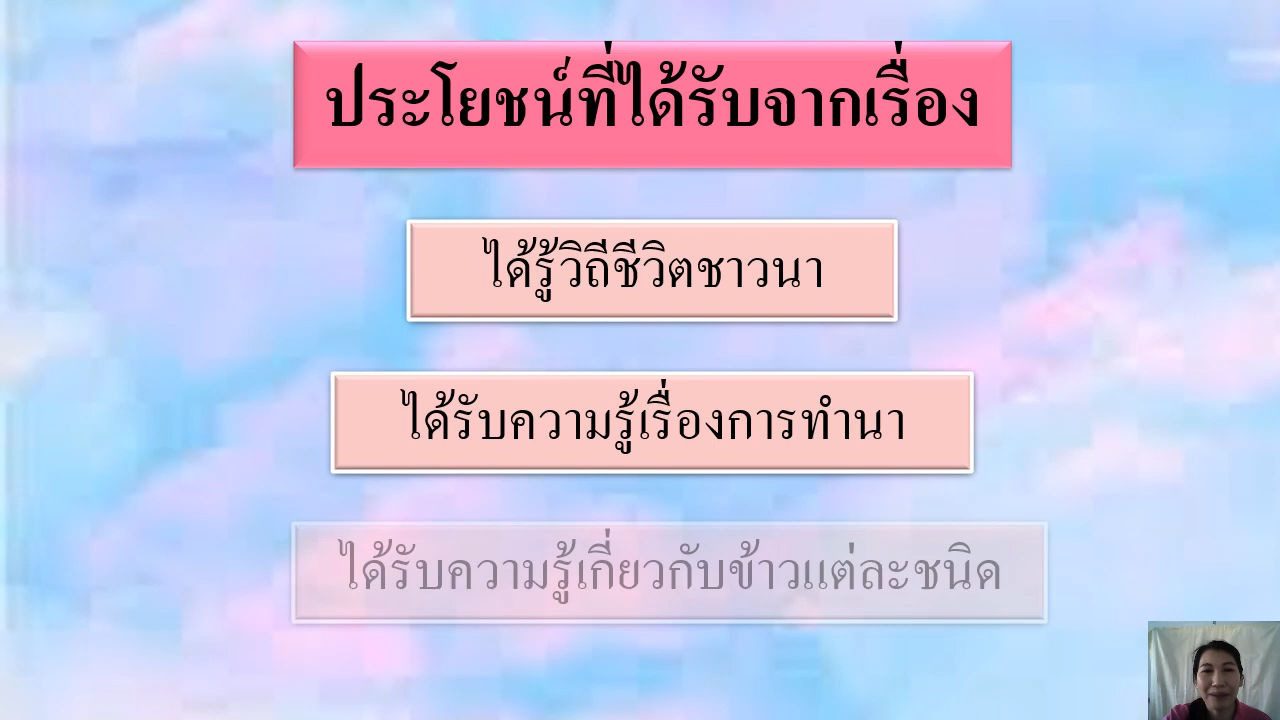 ประโยชน์ที่ได้รับจากเรื่อง
ได้รู้วิถีชีวิตชาวนา
ได้รับความรู้เรื่องการทำนา
ได้รับความรู้เกี่ยวกับข้าวแต่ละชนิด